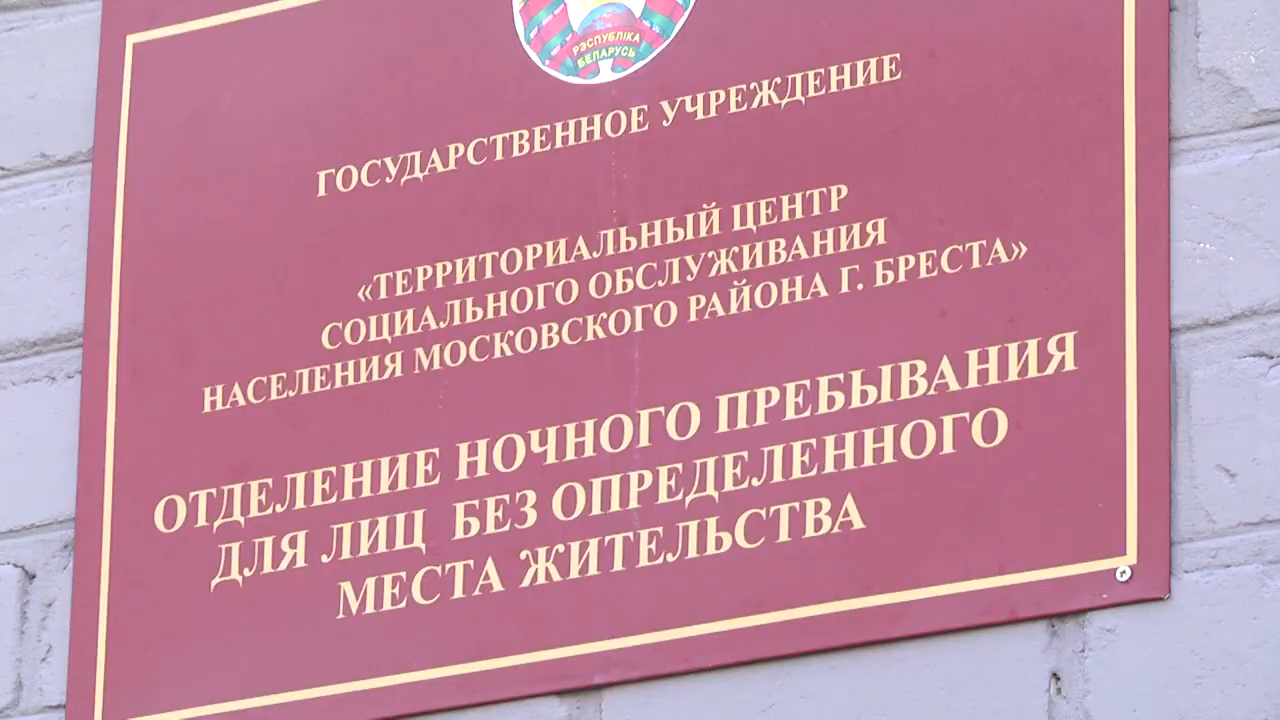 РЭСПУБЛІКА
БЕЛАРУСЬ
ГОСУДАРСТВЕННОЕ УЧРЕЖДЕНИЕ
«ТЕРРИТОРИАЛЬНЫЙ ЦЕНТР
СОЦИАЛЬНОГО ОБСЛУЖИВАНИЯ
НАСЕЛЕНИЯ МОСКОВСКОГО РАЙОНА Г. БРЕСТА»
ОТДЕЛЕНИЕ НОЧНОГО ПРЕБЫВАНИЯ
ДЛЯ ЛИЦ БЕЗ ОПРЕДЕЛЕННОГО
МЕСТА ЖИТЕЛЬСТВА